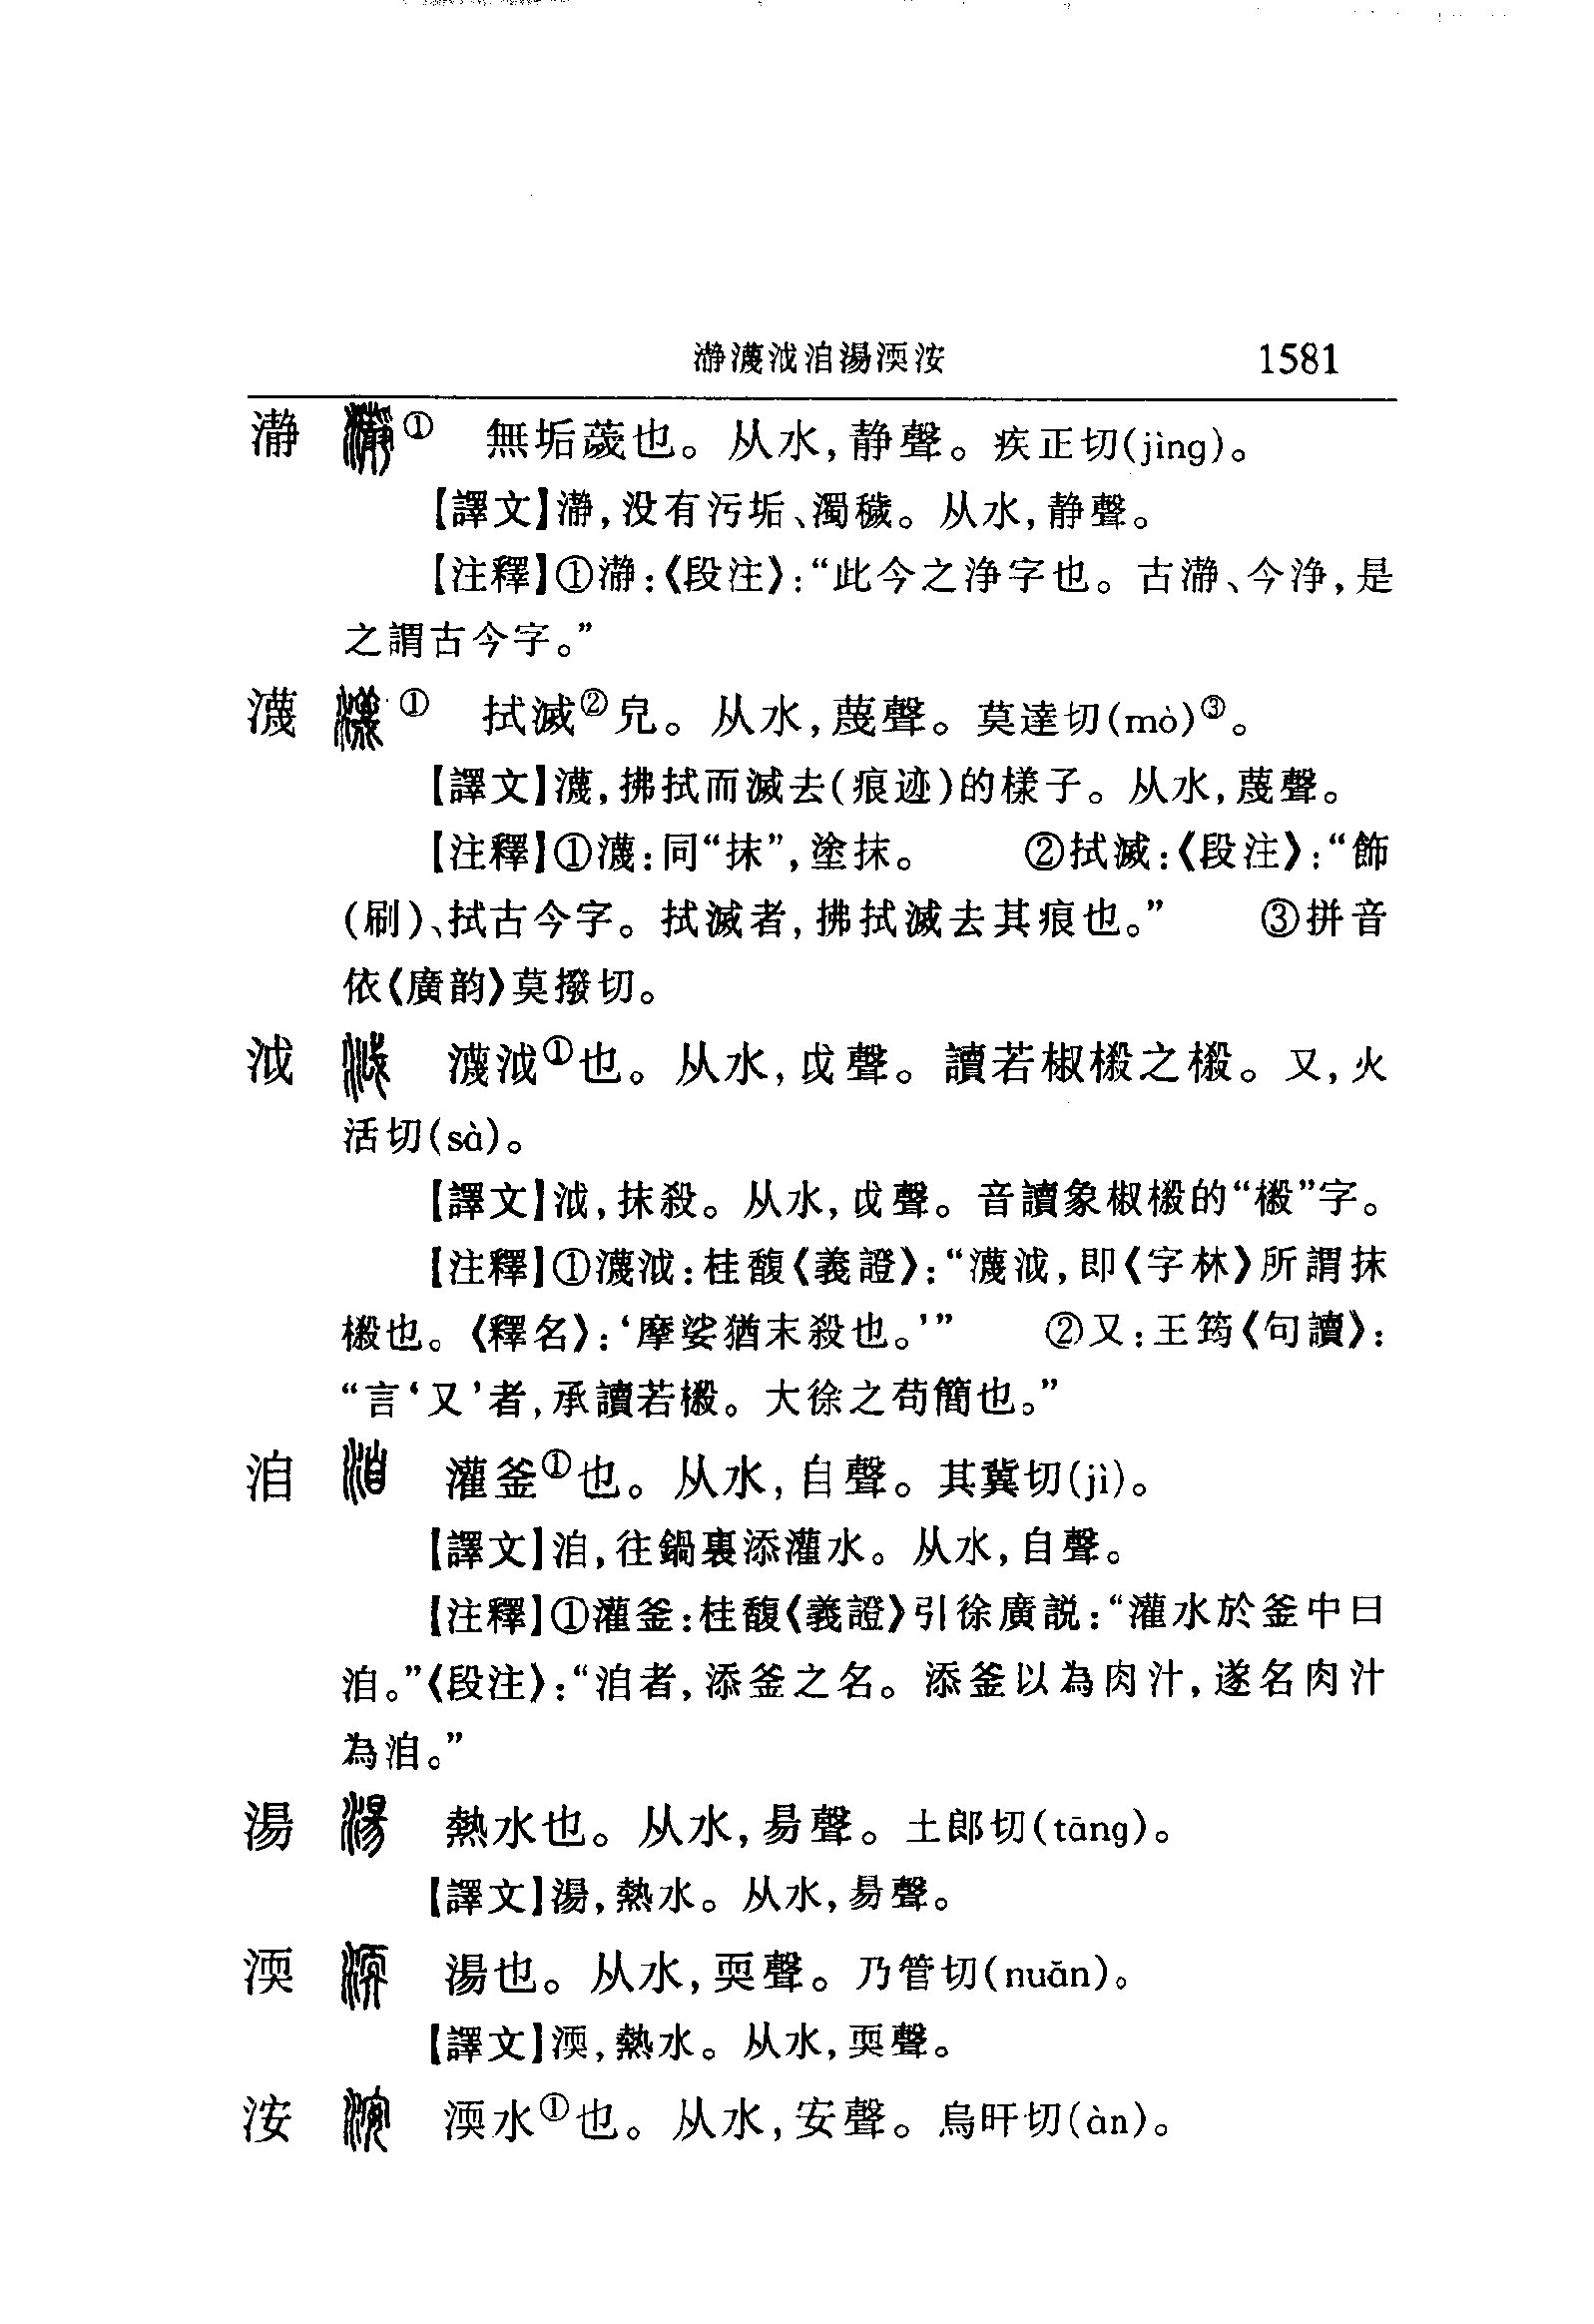 瀞瀎泧洎湯渜洝 1581
瀞 ① 無垢薉也。从水,静聲。疾正切(jìng)。
【譯文】瀞,没有污垢、濁穢。从水,静聲。
【注釋】①瀞:《段注》:“此今之净字也。古瀞、今净,是
之謂古今字。”
瀎 ① 拭滅②皃。从水,蔑聲。莫達切(mò)③。
【譯文】瀎,拂拭而滅去(痕迹)的樣子。从水,蔑聲。
【注釋】①瀎:同“抹”,塗抹。 ②拭滅:《段注》:“飾
(刷)、拭古今字。拭滅者,拂拭滅去其痕也。” ③拼音
依《廣韵》莫撥切。
泧 瀎泧①也。从水,戉聲。讀若椒樧之樧。又,火
活切(sà)。
【譯文】泧,抹殺。从水,戉聲。音讀象椒樧的“樧”字。
【注釋】①瀎泧:桂馥《義證》:“瀎泧,即《字林》所謂抹
樧也。《釋名》:‘摩娑猶末殺也。’” ②又:王筠《句讀》:
“言‘又’者,承讀若樧。大徐之苟簡也。”
洎 灌釜①也。从水,自聲。其冀切(jì)。
【譯文】洎,往鍋裏添灌水。从水,自聲。
【注釋】①灌釜:桂馥《義證》引徐廣説:“灌水於釜中曰
洎。”《段注》:“洎者,添釜之名。添釜以為肉汁,遂名肉汁
為洎。”
湯 熱水也。从水,昜聲。土郎切(tāng)。
【譯文】湯,熱水。从水,昜聲。
渜 湯也。从水,耎聲。乃管切(nuǎn)。
【譯文】渜,熱水。从水,耎聲。
洝 渜水①也。从水,安聲。烏旰切(àn)。